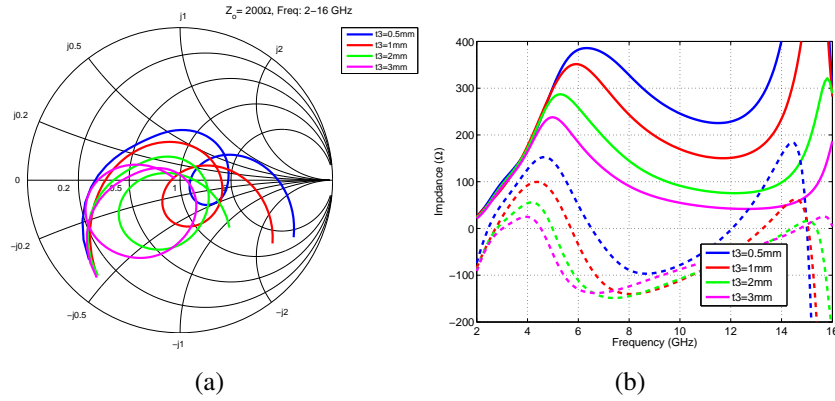 Z₀ = 200Ω, Freq: 2−16 −GHz
j1
j0.5
j2
j0.2
0
0.2
0.5
1
−j0.2
−j0.5
−j2
−j1
t3=0.5mm
t3=1mm
t3=2mm
t3=3mm
(a)
400
300
200
100
0
−100
−200
Impdance (Ω)
2
4
6
8
10
12
14
16
Frequency (GHz)
t3=0.5mm
t3=1mm
t3=2mm
t3=3mm
(b)